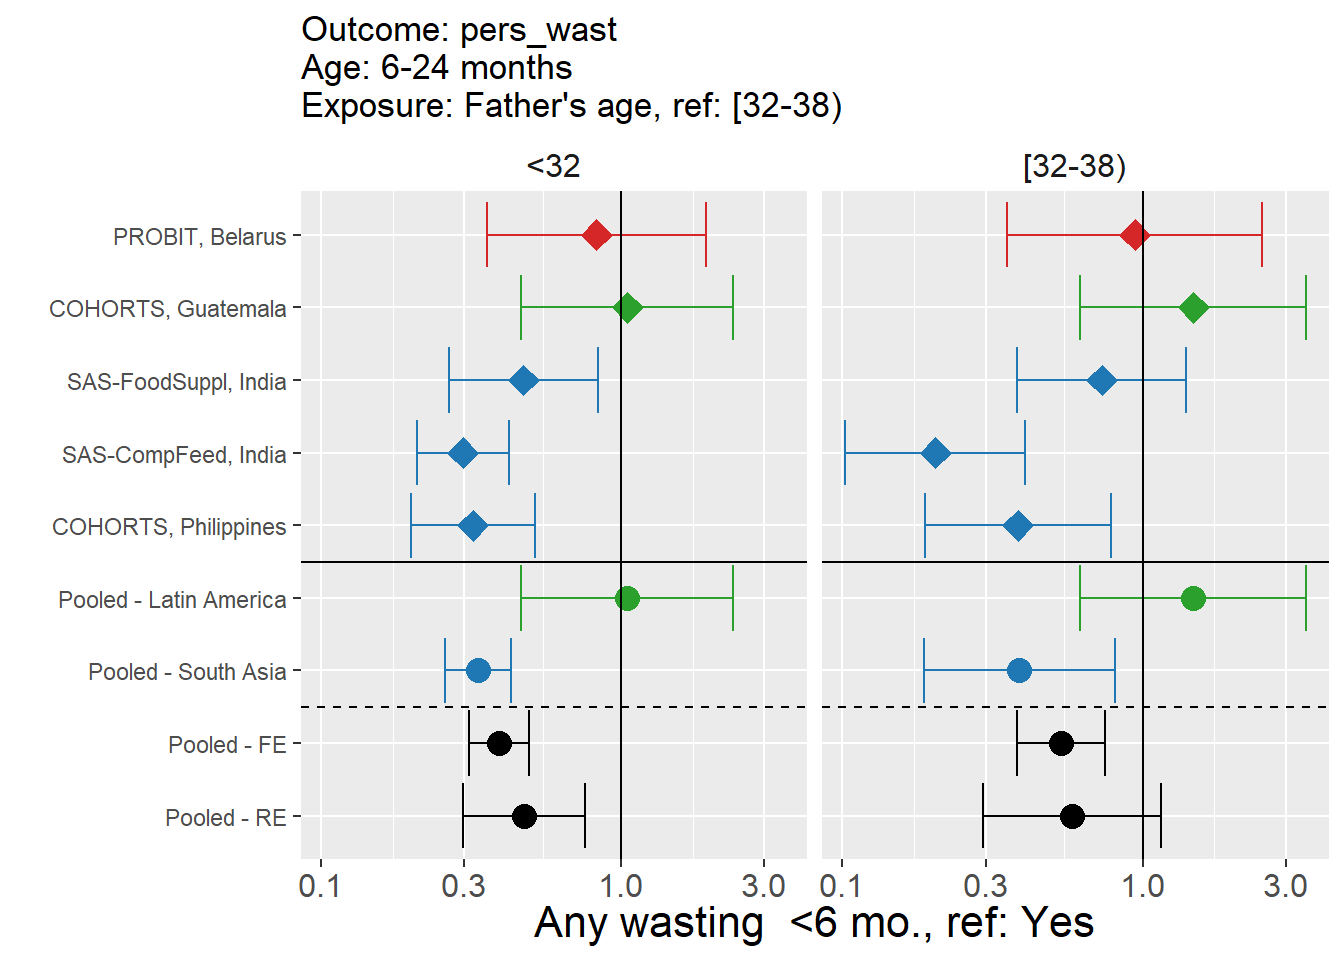 Outcome: pers_wast
Age: 6-24 months
Exposure: Father's age, ref: [32-38)
<32
[32-38)
PROBIT, Belarus
COHORTS, Guatemala
SAS-FoodSuppl, India
SAS-CompFeed, India
COHORTS, Philippines
Pooled - Latin America
Pooled - South Asia
Pooled - FE
Pooled - RE
0.1 0.3 1.0 3.0 0.1 0.3 1.0 3.0
Any wasting  <6 mo., ref: Yes